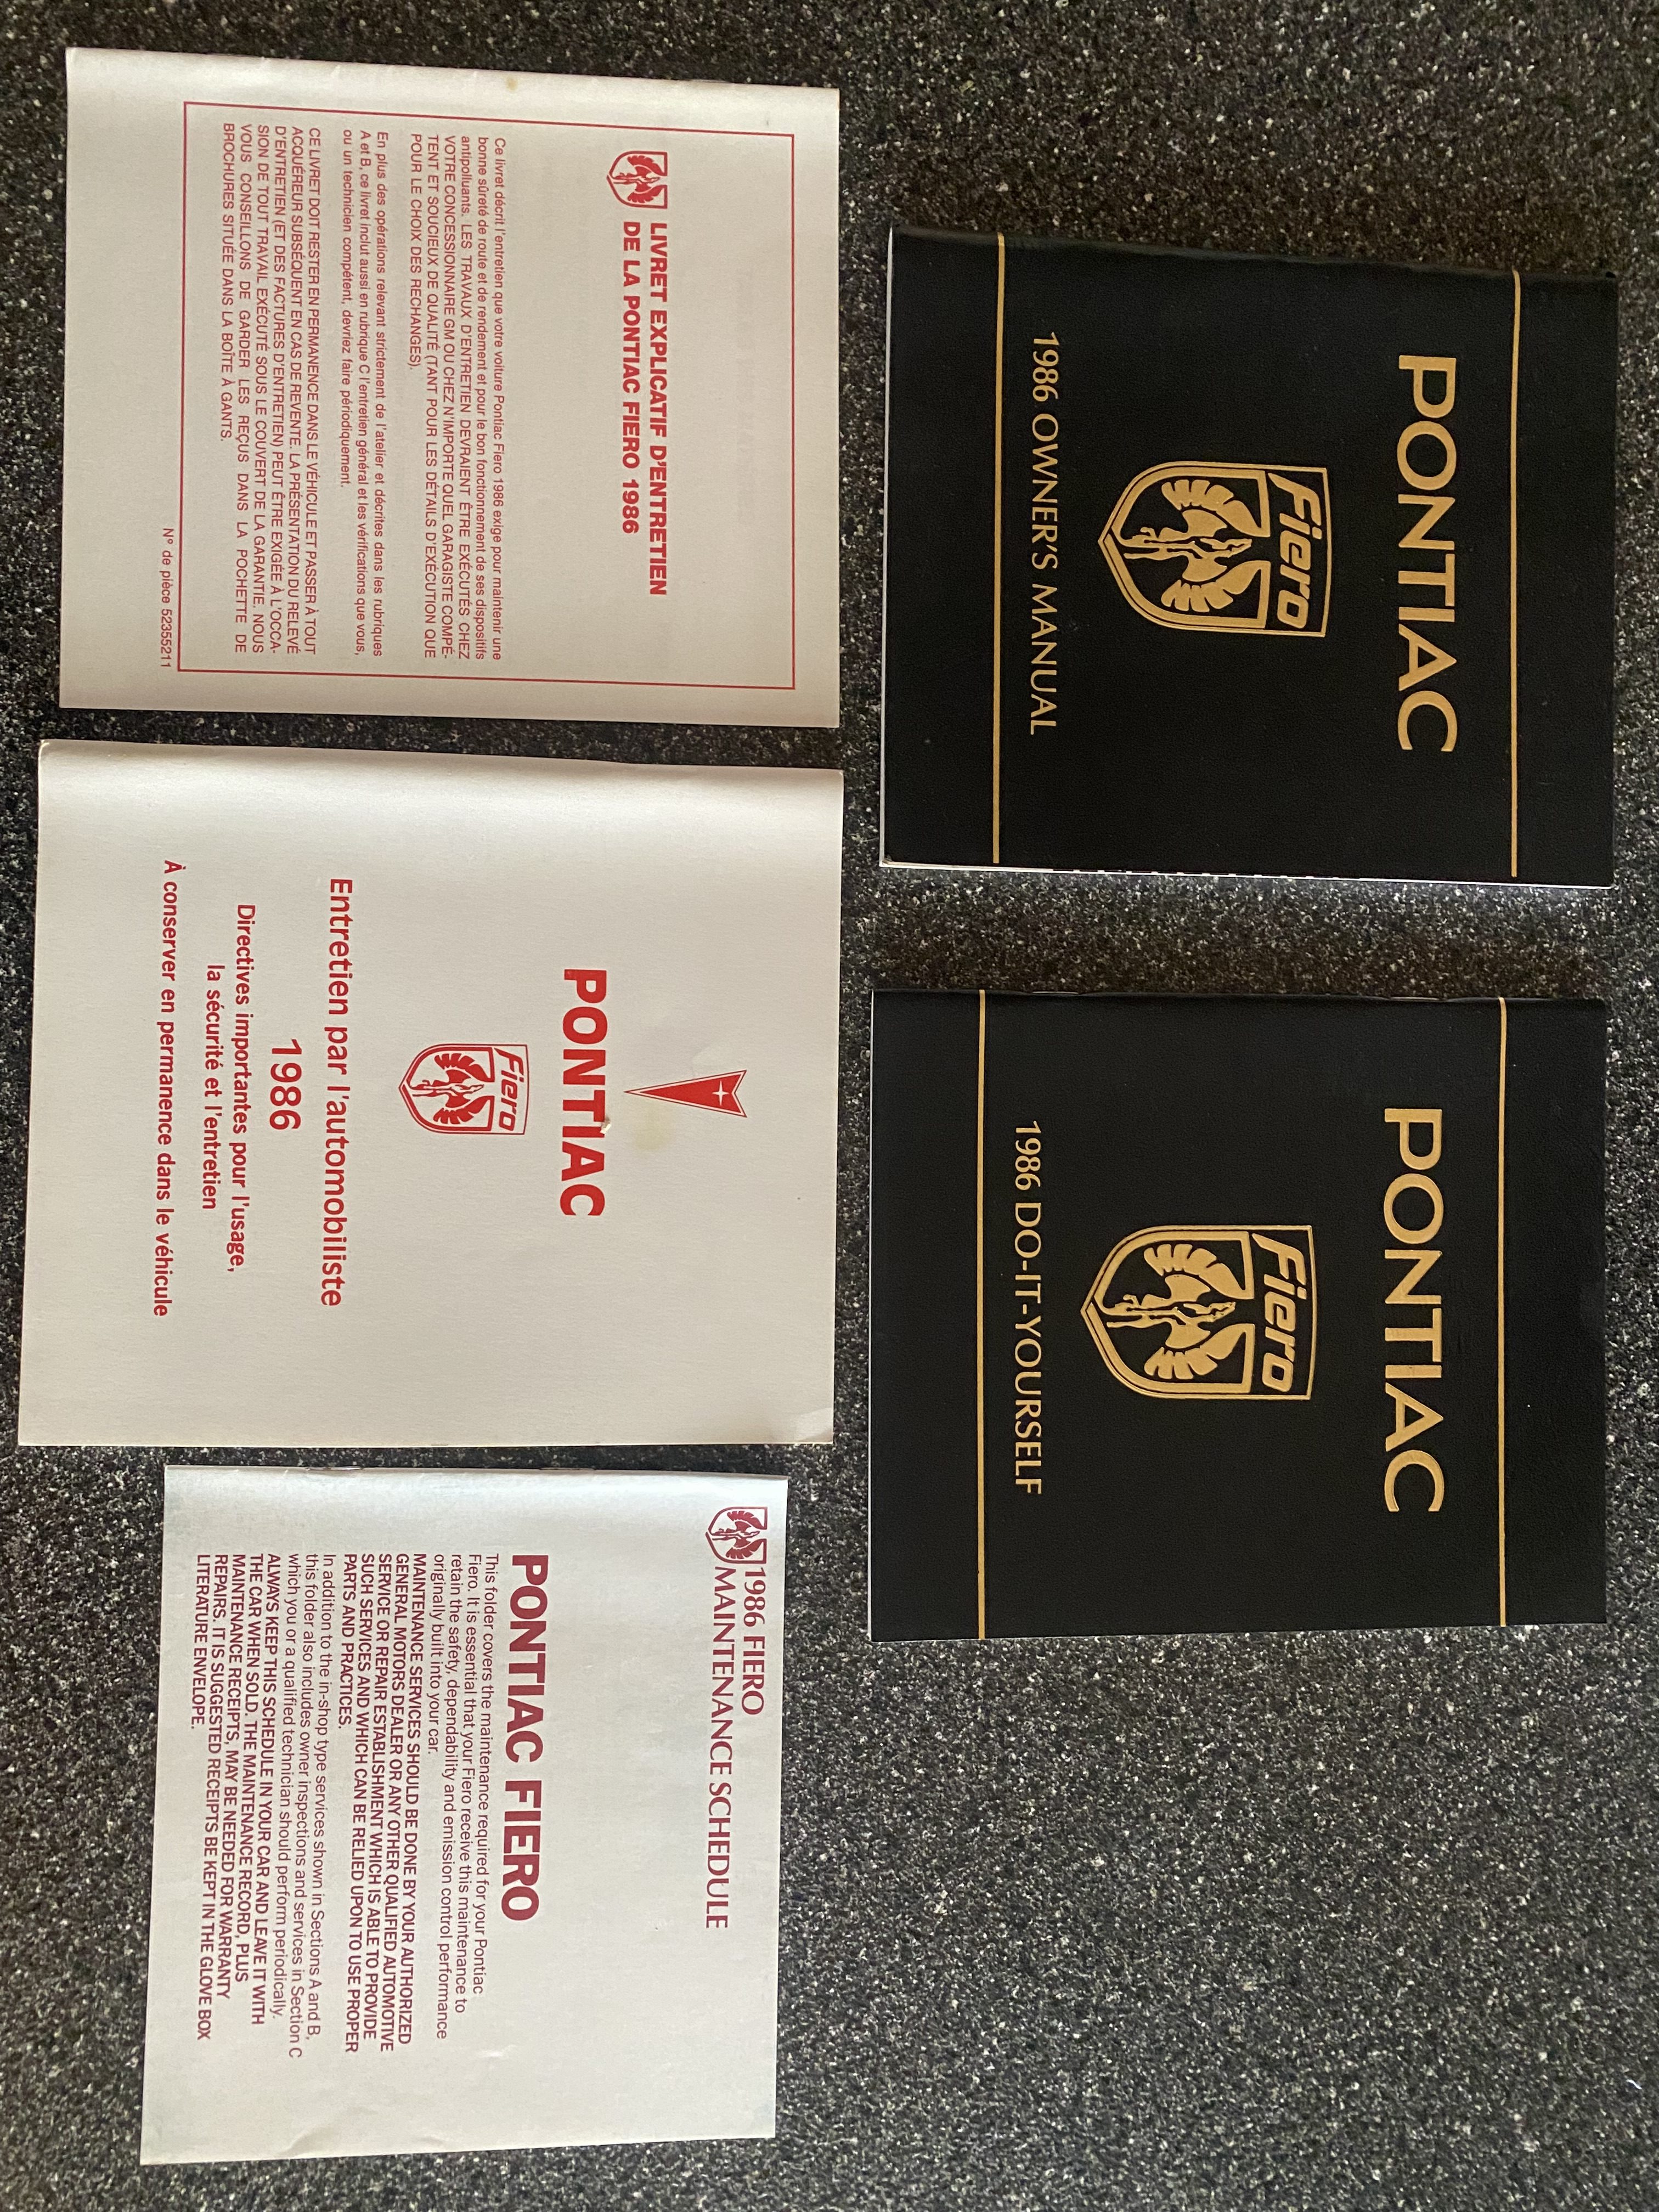 PONTIAC
Fiero
1986 OWNER'S MANUAL
PONTIAC
Fiero
1986 DO-IT-YOURSELF
LIVRET EXPLICATIF D'ENTRETIEN
DE LA PONTIAC FIERO 1986
Ce livret décrit l'entretien que votre voiture Pontiac Fiero 1986 exige pour maintenir une
bonne sûreté de route et de rendement et pour le bon fonctionnement de ses dispositifs
antipolluants. LES TRAVAUX D'ENTRETIEN DEVRAIENT ÊTRE EXÉCUTÉS CHEZ
VOTRE CONCESSIONNAIRE GM OU CHEZ N'IMPORTE QUEL GARAGISTE COMPÉ-
TENT ET SOUCIEUX DE QUALITÉ (TANT POUR LES DÉTAILS D'EXÉCUTION QUE
POUR LE CHOIX DES RECHANGES).
En plus des opérations relevant strictement de l'atelier et décrites dans les rubriques
A et B, ce livret inclut aussi en rubrique C l'entretien général et les vérifications que vous,
ou un technicien compétent, devriez faire périodiquement.
CE LIVRET DOIT RESTER EN PERMANENCE DANS LE VÉHICULE ET PASSER À TOUT
ACQUÉREUR SUBSÉQUENT EN CAS DE REVENTE. LA PRÉSENTATION DU RELEVÉ
D'ENTRETIEN (ET DES FACTURES D'ENTRETIEN) PEUT ÊTRE EXIGÉE À L'OCCA-
SION DE TOUT TRAVAIL EXÉCUTÉ SOUS LE COUVERT DE LA GARANTIE. NOUS
VOUS CONSEILLONS DE GARDER LES REÇUS DANS LA POCHETTE DE
BROCHURES SITUÉE DANS LA BOÎTE À GANTS.
N° de pièce 52355211
PONTIAC
Fiero
Entretien par l'automobiliste
1986
Directives importantes pour l'usage,
la sécurité et l'entretien
À conserver en permanence dans le véhicule
1986 FIERO
MAINTENANCE SCHEDULE
PONTIAC FIERO
This folder covers the maintenance required for your Pontiac
Fiero. It is essential that your Fiero receive this maintenance to
retain the safety, dependability and emission control performance
originally built into your car.
MAINTENANCE SERVICES SHOULD BE DONE BY YOUR AUTHORIZED
GENERAL MOTORS DEALER OR ANY OTHER QUALIFIED AUTOMOTIVE
SERVICE OR REPAIR ESTABLISHMENT WHICH IS ABLE TO PROVIDE
SUCH SERVICES AND WHICH CAN BE RELIED UPON TO USE PROPER
PARTS AND PRACTICES.
In addition to the in-shop type services shown in Sections A and B,
this folder also includes owner inspections and services in Section C
which you or a qualified technician should perform periodically.
ALWAYS KEEP THIS SCHEDULE IN YOUR CAR AND LEAVE IT WITH
THE CAR WHEN SOLD. THE MAINTENANCE RECORD, PLUS
MAINTENANCE RECEIPTS, MAY BE NEEDED FOR WARRANTY
REPAIRS. IT IS SUGGESTED RECEIPTS BE KEPT IN THE GLOVE BOX
LITERATURE ENVELOPE.